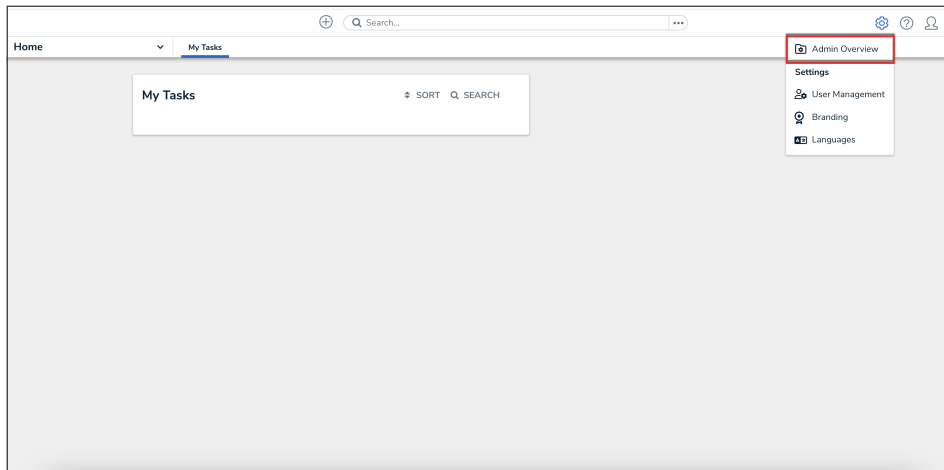 Search...
Home
My Tasks
Admin Overview
Settings
User Management
Branding
Languages
My Tasks
SORT
SEARCH